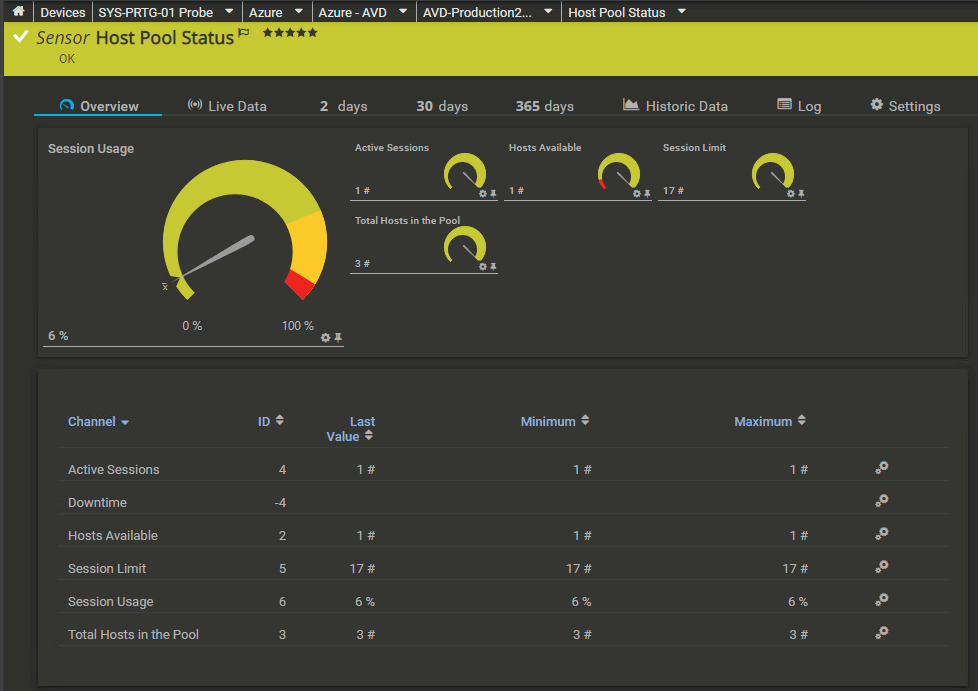 Devices SYS-PRTG-01 Probe Azure Azure - AVD AVD-Production2... Host Pool Status
Sensor Host Pool Status
OK
Overview Live Data 2 days 30 days 365 days Historic Data Log Settings
Session Usage
6 %
0 % 100 %
Active Sessions
1 #
Hosts Available
1 #
Session Limit
17 #
Total Hosts in the Pool
3 #
Channel ID Last Value Minimum Maximum
Active Sessions 4 1 # 1 # 1 #
Downtime -4
Hosts Available 2 1 # 1 # 1 #
Session Limit 5 17 # 17 # 17 #
Session Usage 6 6 % 6 % 6 %
Total Hosts in the Pool 3 3 # 3 # 3 #